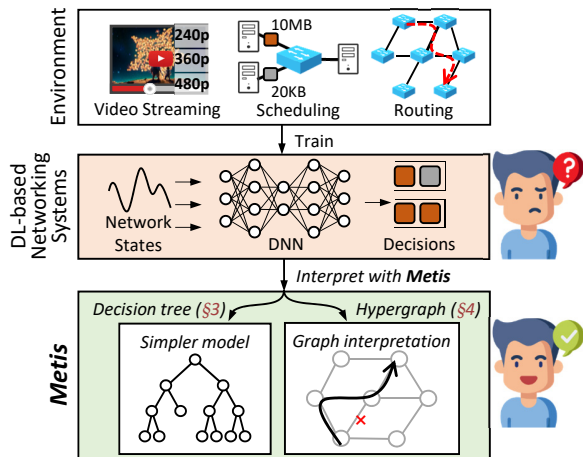 Environment
240p
360p
480p
Video Streaming
10MB
20KB
Scheduling
Routing
Train
DL-based
Networking
Systems
Network
States
DNN
Decisions
?
Interpret with Metis
Metis
Decision tree (§3)
Hypergraph (§4)
Simpler model
Graph interpretation